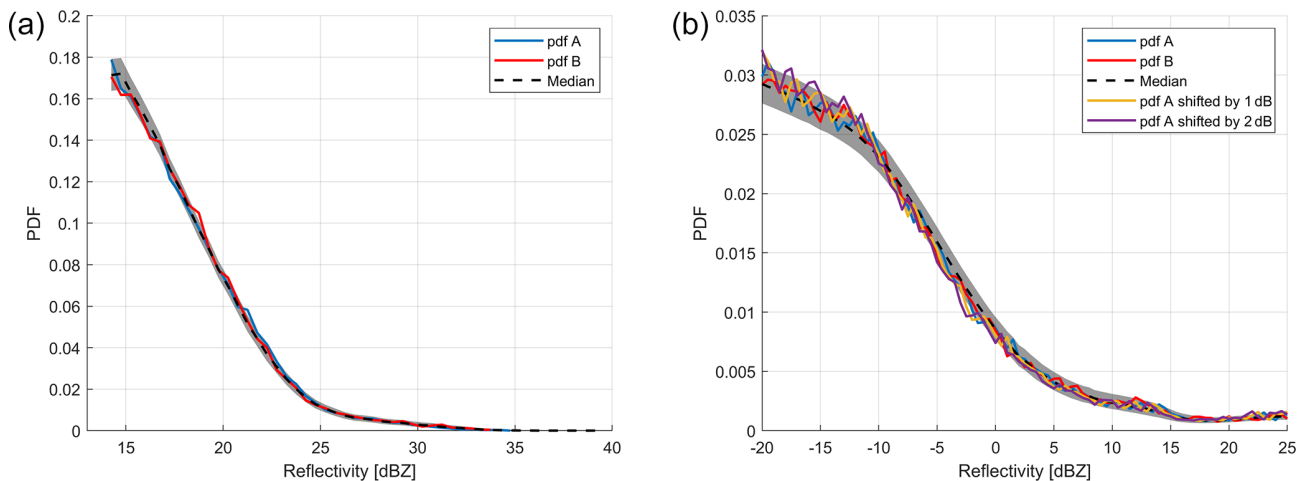 (a)
0.2
0.18
0.16
0.14
0.12
0.1
0.08
0.06
0.04
0.02
0
PDF
15 20 25 30 35 40
Reflectivity [dBZ]
pdf A
pdf B
Median
(b)
0.035
0.03
0.025
0.02
0.015
0.01
0.005
0
PDF
-20 -15 -10 -5 0 5 10 15 20 25
Reflectivity [dBZ]
pdf A
pdf B
Median
pdf A shifted by 1 dB
pdf A shifted by 2 dB